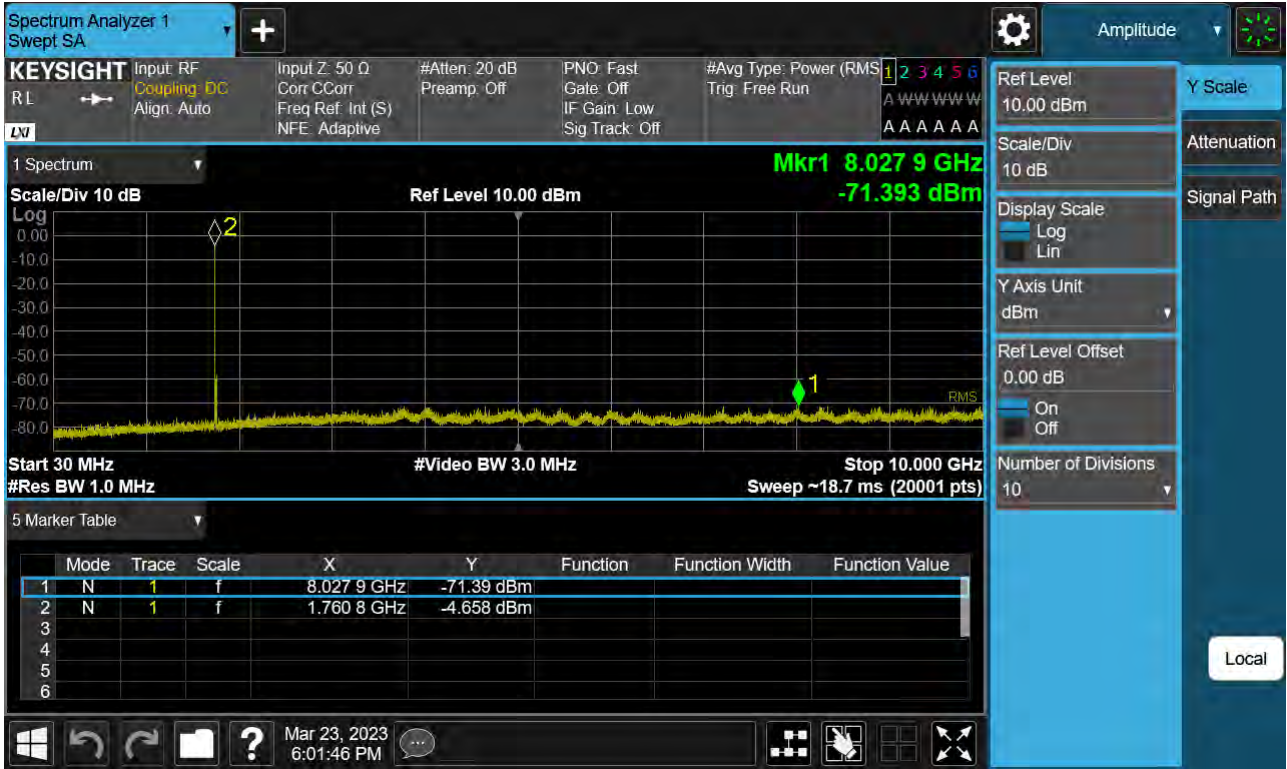 Spectrum Analyzer 1
Swept SA
+
Amplitude
KEYSIGHT
RL
LXI
Input: RF
Coupling: DC
Align: Auto
Input Z: 50 Ω
Corr CCorr
Freq Ref: Int (S)
NFE: Adaptive
#Atten: 20 dB
Preamp: Off
PNO: Fast
Gate: Off
IF Gain: Low
Sig Track: Off
#Avg Type: Power (RMS
Trig: Free Run
1 2 3 4 5 6
A W W W W W
A A A A A A
1 Spectrum
Mkr1 8.027 9 GHz
Scale/Div 10 dB
Ref Level 10.00 dBm
-71.393 dBm
Log
0.00
-10.0
-20.0
-30.0
-40.0
-50.0
-60.0
-70.0
-80.0
2
1
RMS
Start 30 MHz
#Video BW 3.0 MHz
Stop 10.000 GHz
#Res BW 1.0 MHz
Sweep ~18.7 ms (20001 pts)
5 Marker Table
Mode Trace Scale X Y Function Function Width Function Value
1 N 1 f 8.027 9 GHz -71.39 dBm
2 N 1 f 1.760 8 GHz -4.658 dBm
3
4
5
6
Ref Level
10.00 dBm
Scale/Div
10 dB
Display Scale
Log
Lin
Y Axis Unit
dBm
Ref Level Offset
0.00 dB
On
Off
Number of Divisions
10
Y Scale
Attenuation
Signal Path
Local
?
Mar 23, 2023
6:01:46 PM